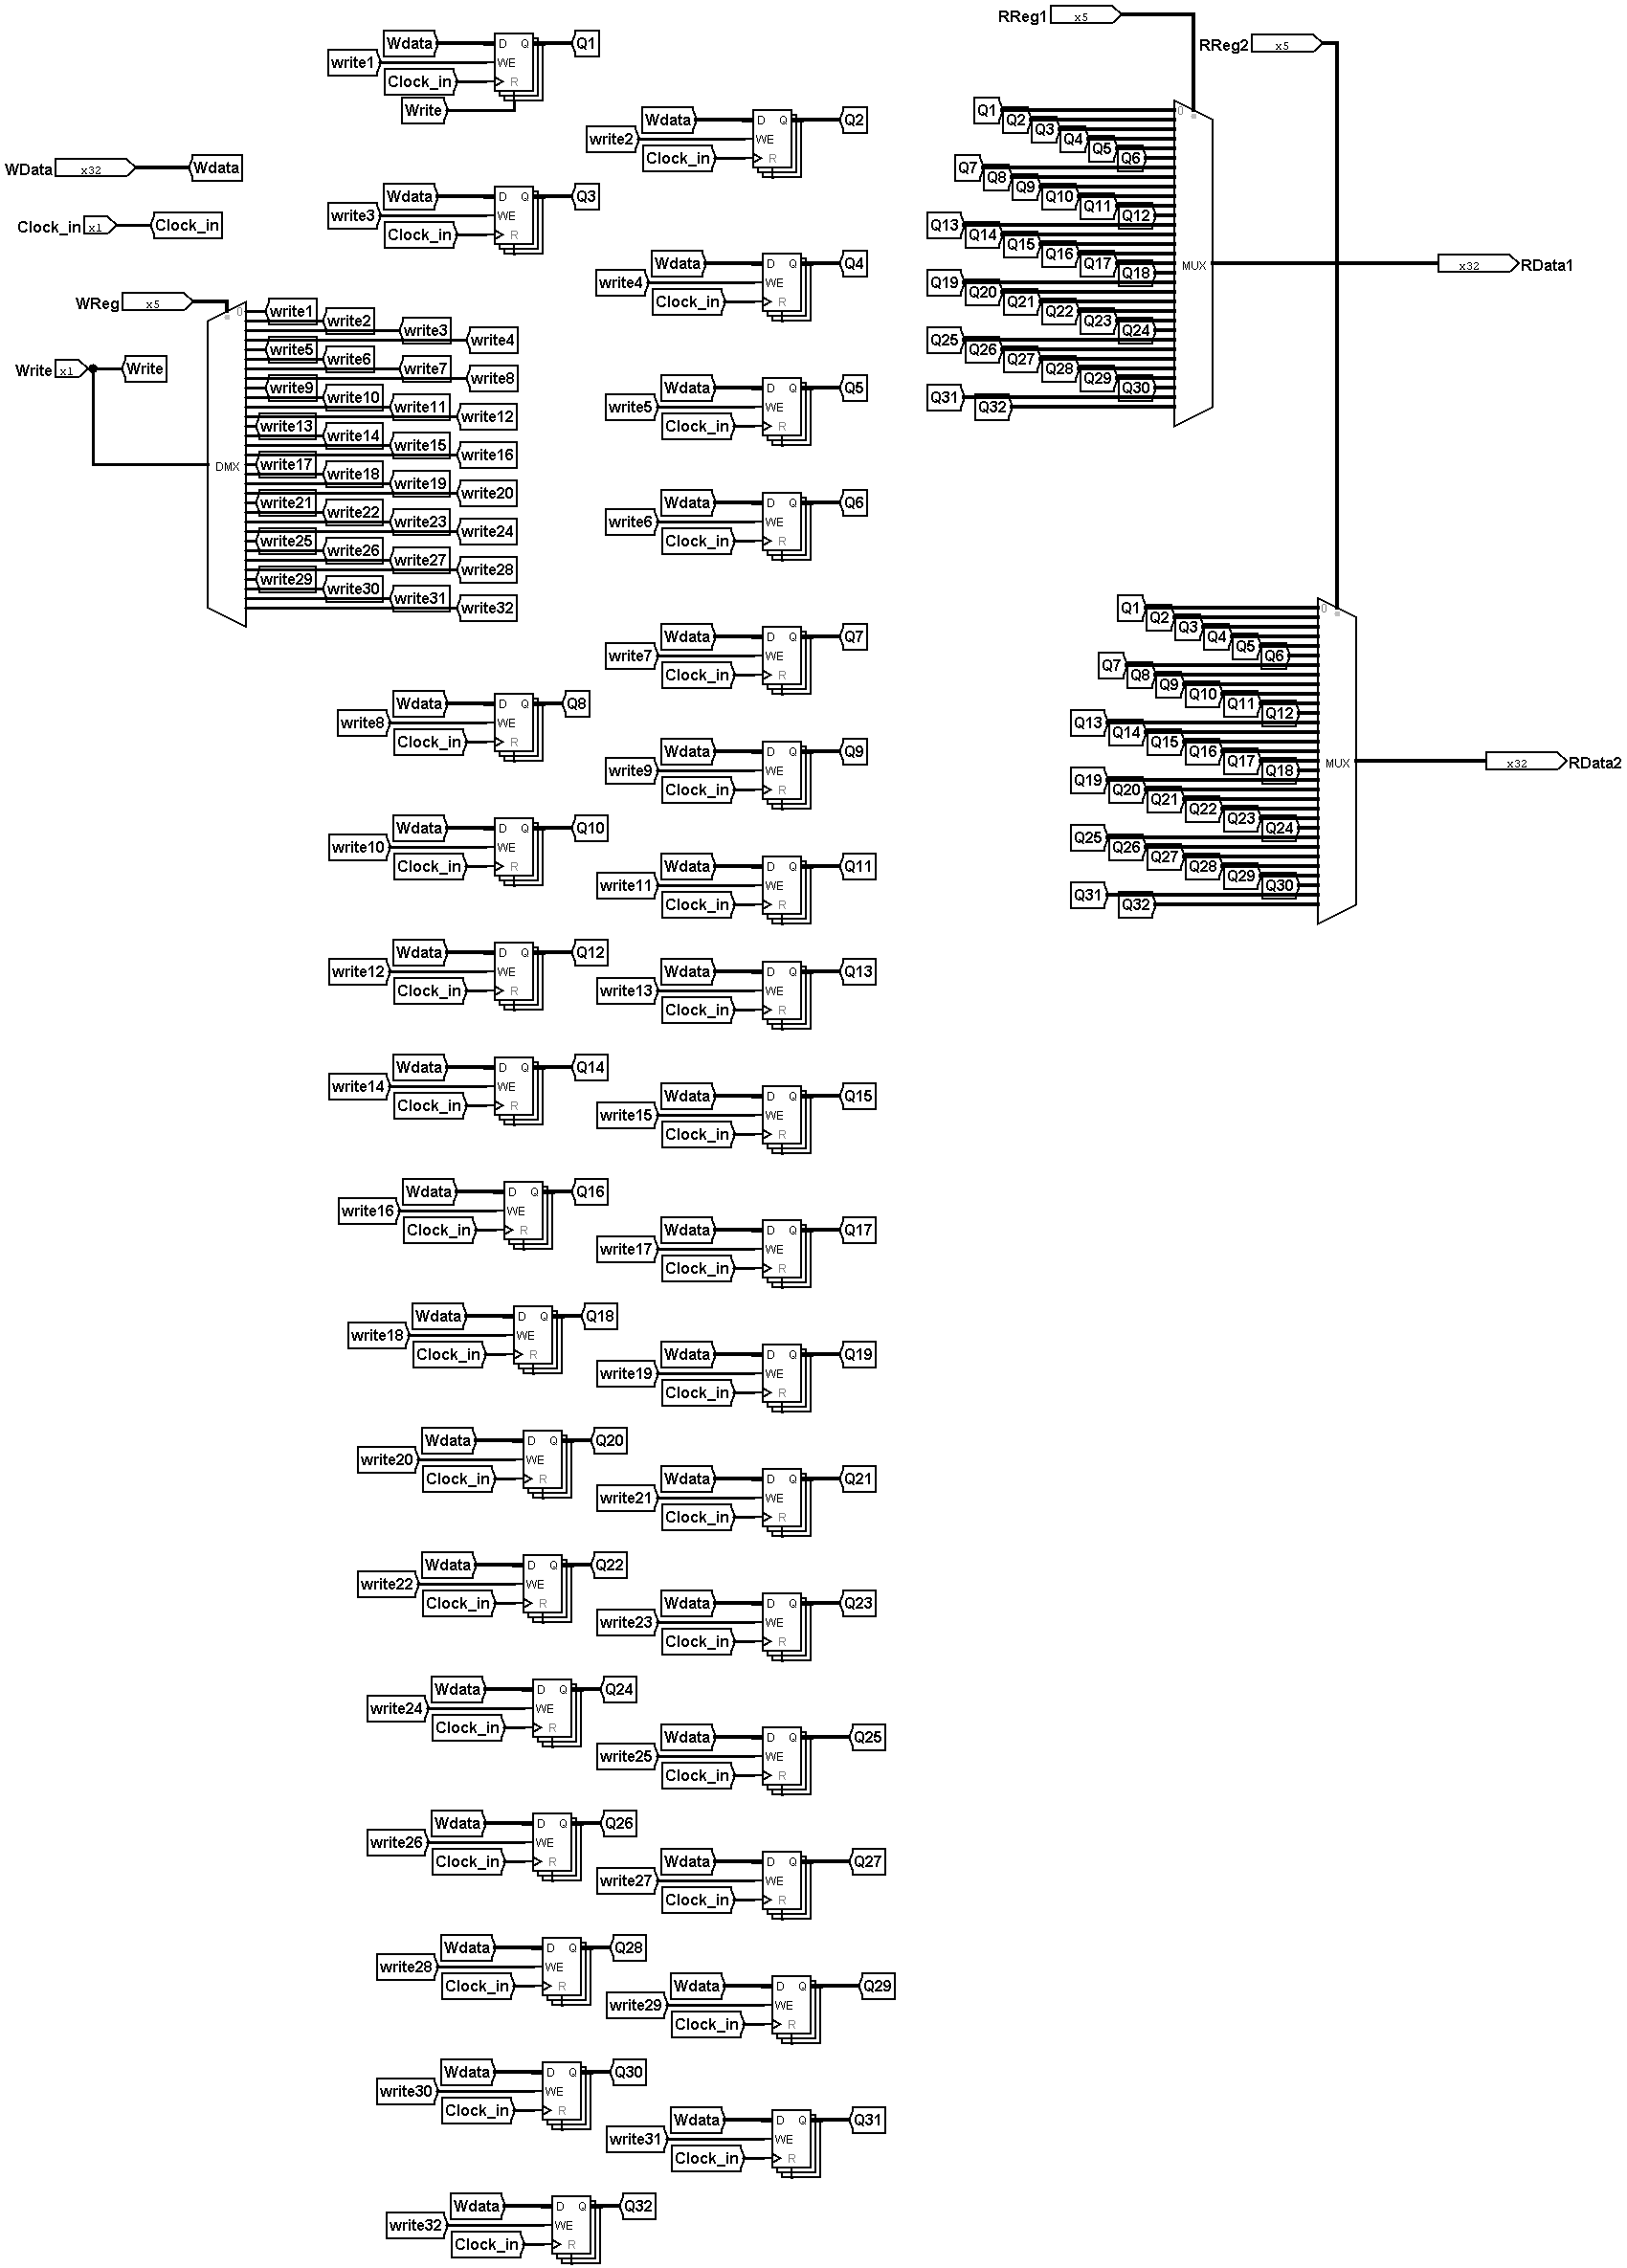 WData x32 Wdata
Clock_in x1 Clock_in
WReg x5
Write x1 Write
DMX 0
write1 write2 write3 write4
write5 write6 write7 write8
write9 write10 write11 write12
write13 write14 write15 write16
write17 write18 write19 write20
write21 write22 write23 write24
write25 write26 write27 write28
write29 write30 write31 write32
Wdata D Q Q1
write1 WE
Clock_in R
Write
Wdata D Q Q2
write2 WE
Clock_in R
Wdata D Q Q3
write3 WE
Clock_in R
Wdata D Q Q4
write4 WE
Clock_in R
Wdata D Q Q5
write5 WE
Clock_in R
Wdata D Q Q6
write6 WE
Clock_in R
Wdata D Q Q7
write7 WE
Clock_in R
Wdata D Q Q8
write8 WE
Clock_in R
Wdata D Q Q9
write9 WE
Clock_in R
Wdata D Q Q10
write10 WE
Clock_in R
Wdata D Q Q11
write11 WE
Clock_in R
Wdata D Q Q12
write12 WE
Clock_in R
Wdata D Q Q13
write13 WE
Clock_in R
Wdata D Q Q14
write14 WE
Clock_in R
Wdata D Q Q15
write15 WE
Clock_in R
Wdata D Q Q16
write16 WE
Clock_in R
Wdata D Q Q17
write17 WE
Clock_in R
Wdata D Q Q18
write18 WE
Clock_in R
Wdata D Q Q19
write19 WE
Clock_in R
Wdata D Q Q20
write20 WE
Clock_in R
Wdata D Q Q21
write21 WE
Clock_in R
Wdata D Q Q22
write22 WE
Clock_in R
Wdata D Q Q23
write23 WE
Clock_in R
Wdata D Q Q24
write24 WE
Clock_in R
Wdata D Q Q25
write25 WE
Clock_in R
Wdata D Q Q26
write26 WE
Clock_in R
Wdata D Q Q27
write27 WE
Clock_in R
Wdata D Q Q28
write28 WE
Clock_in R
Wdata D Q Q29
write29 WE
Clock_in R
Wdata D Q Q30
write30 WE
Clock_in R
Wdata D Q Q31
write31 WE
Clock_in R
Wdata D Q Q32
write32 WE
Clock_in R
RReg1 x5
RReg2 x5
Q1 Q2 Q3 Q4 Q5 Q6 0
Q7 Q8 Q9 Q10 Q11 Q12
Q13 Q14 Q15 Q16 Q17 Q18
MUX x32 RData1
Q19 Q20 Q21 Q22 Q23 Q24
Q25 Q26 Q27 Q28 Q29 Q30
Q31 Q32
Q1 Q2 Q3 Q4 Q5 Q6 0
Q7 Q8 Q9 Q10 Q11 Q12
Q13 Q14 Q15 Q16 Q17 Q18
MUX x32 RData2
Q19 Q20 Q21 Q22 Q23 Q24
Q25 Q26 Q27 Q28 Q29 Q30
Q31 Q32